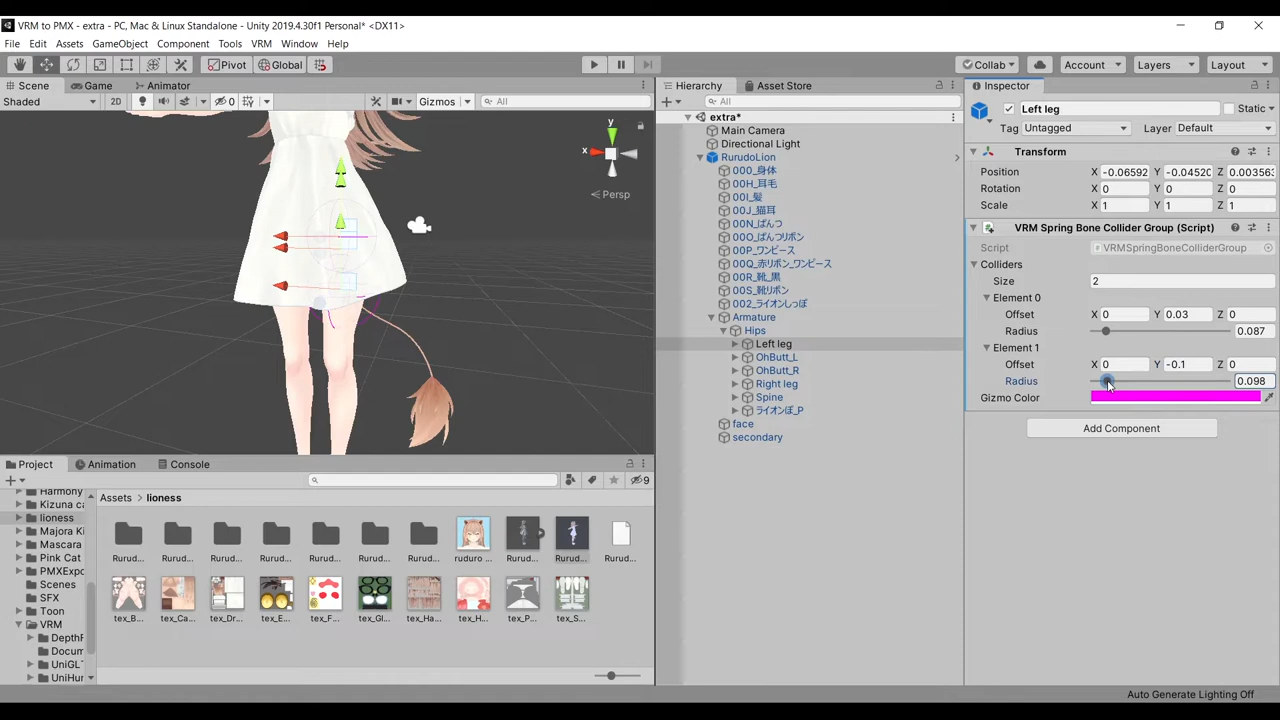 VRM to PMX - extra - PC, Mac & Linux Standalone - Unity 2019.4.30f1 Personal* <DX11>
File Edit Assets GameObject Component Tools VRM Window Help
Pivot Global Collab Account Layers Layout
Scene Game Animator
Shaded 2D 0 Gizmos All
y
x
Persp
Hierarchy Asset Store
All
extra*
Main Camera
Directional Light
RurudoLion
000_身体
00H_耳毛
00I_髪
00J_猫耳
00N_ぱんつ
00O_ぱんつリボン
00P_ワンピース
00Q_赤リボン_ワンピース
00R_靴_黒
00S_靴リボン
002_ライオンしっぽ
Armature
Hips
Left leg
OhButt_L
OhButt_R
Right leg
Spine
ライオンぽ_P
face
secondary
Inspector
Left leg Static
Tag Untagged Layer Default
Transform
Position X -0.06592 Y -0.04520 Z 0.003563
Rotation X 0 Y 0 Z 0
Scale X 1 Y 1 Z 1
VRM Spring Bone Collider Group (Script)
Script VRMSpringBoneColliderGroup
Colliders
Size 2
Element 0
Offset X 0 Y 0.03 Z 0
Radius 0.087
Element 1
Offset X 0 Y -0.1 Z 0
Radius 0.098
Gizmo Color
Add Component
Project Animation Console
9
Harmony
Kizuna ca
lioness
Majora Ki
Mascara
Pink Cat
PMXExpo
Scenes
SFX
Toon
VRM
DepthF
Docum
UniGLT
UniHun
Assets lioness
Rurud... Rurud... Rurud... Rurud... Rurud... Rurud... Rurud... ruduro ... Rurud... Rurud... Rurud...
tex_B... tex_Ca... tex_Dr... tex_E... tex_F... tex_Gl... tex_Ha... tex_H... tex_P... tex_S...
Auto Generate Lighting Off